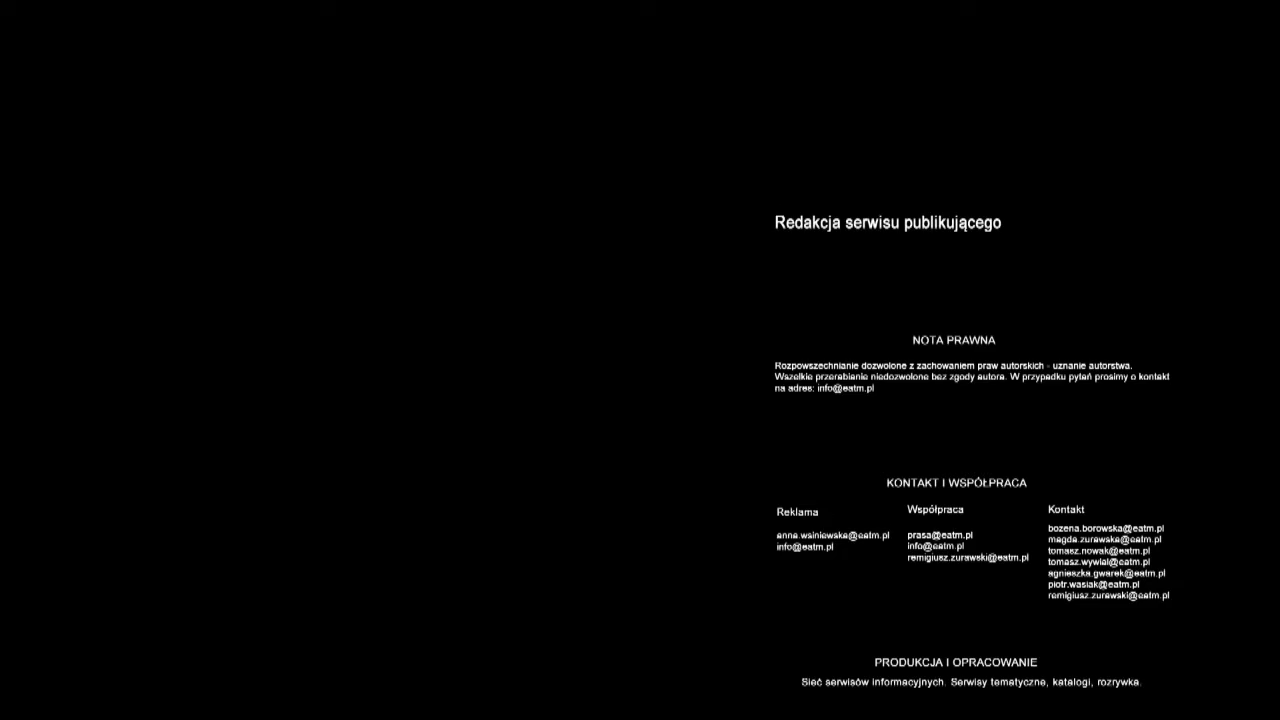 Redakcja serwisu publikującego
NOTA PRAWNA
Rozpowszechnianie dozwolone z zachowaniem praw autorskich - uznanie autorstwa.
Wszelkie przerabianie niedozwolone bez zgody autora. W przypadku pytań prosimy o kontakt
na adres: info@eatm.pl
KONTAKT I WSPÓŁPRACA
Reklama
anna.wsiniewska@eatm.pl
info@eatm.pl
Współpraca
prasa@eatm.pl
info@eatm.pl
remigiusz.zurawski@eatm.pl
Kontakt
bozena.borowska@eatm.pl
magda.zurawska@eatm.pl
tomasz.nowak@eatm.pl
tomasz.wywial@eatm.pl
agnieszka.gwarek@eatm.pl
piotr.wasiak@eatm.pl
remigiusz.zurawski@eatm.pl
PRODUKCJA I OPRACOWANIE
Sieć serwisów informacyjnych. Serwisy tematyczne, katalogi, rozrywka.